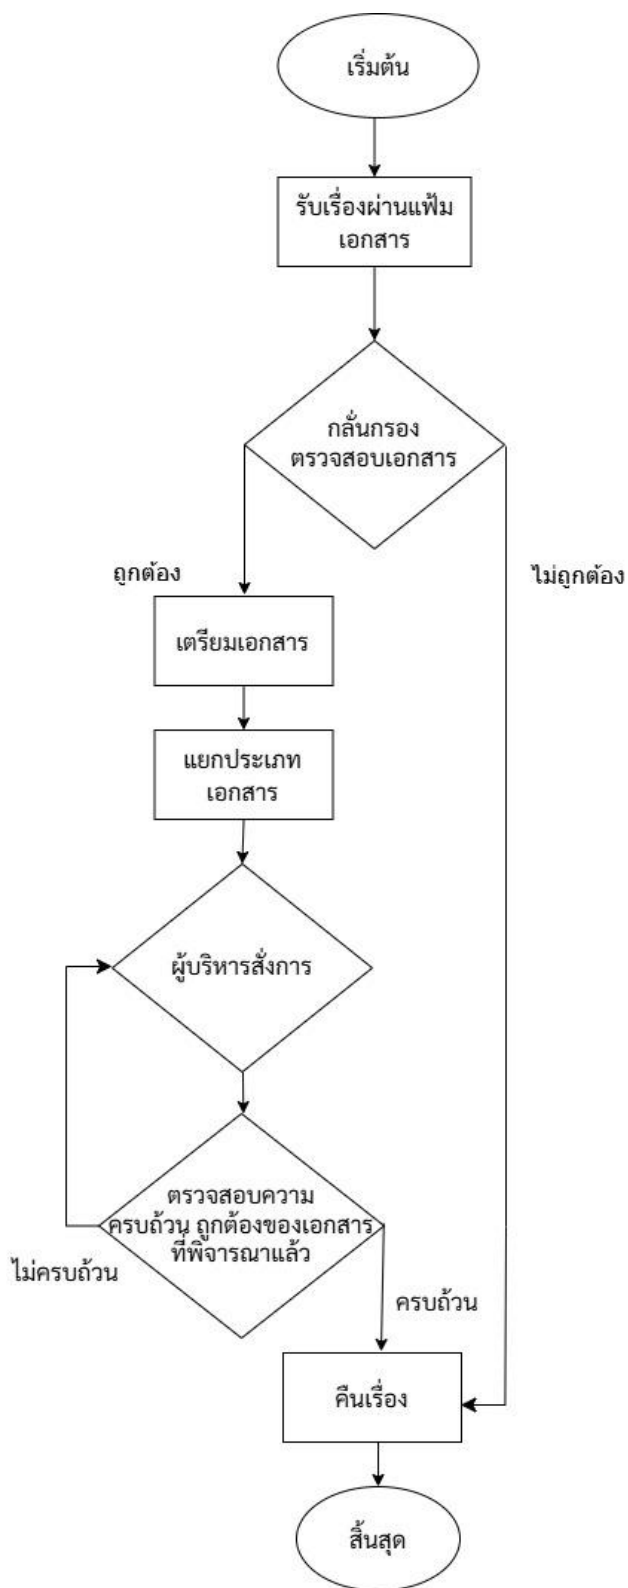 เริ่มต้น
รับเรื่องผ่านแฟ้ม
เอกสาร
กลั่นกรอง
ตรวจสอบเอกสาร
ถูกต้อง
ไม่ถูกต้อง
เตรียมเอกสาร
แยกประเภท
เอกสาร
ผู้บริหารสั่งการ
ตรวจสอบความ
ครบถ้วน ถูกต้องของเอกสาร
ที่พิจารณาแล้ว
ไม่ครบถ้วน
ครบถ้วน
คืนเรื่อง
สิ้นสุด